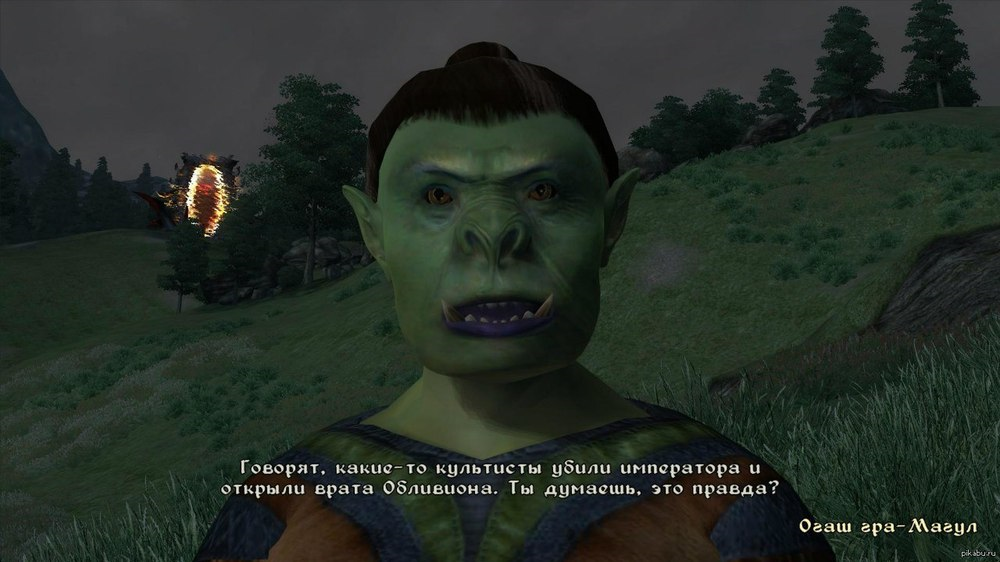 Говорят, какие-то культисты убили императора и
открыли врата Обливиона. Ты думаешь, это правда?
Огаш гра-Магул
pikabu.ru